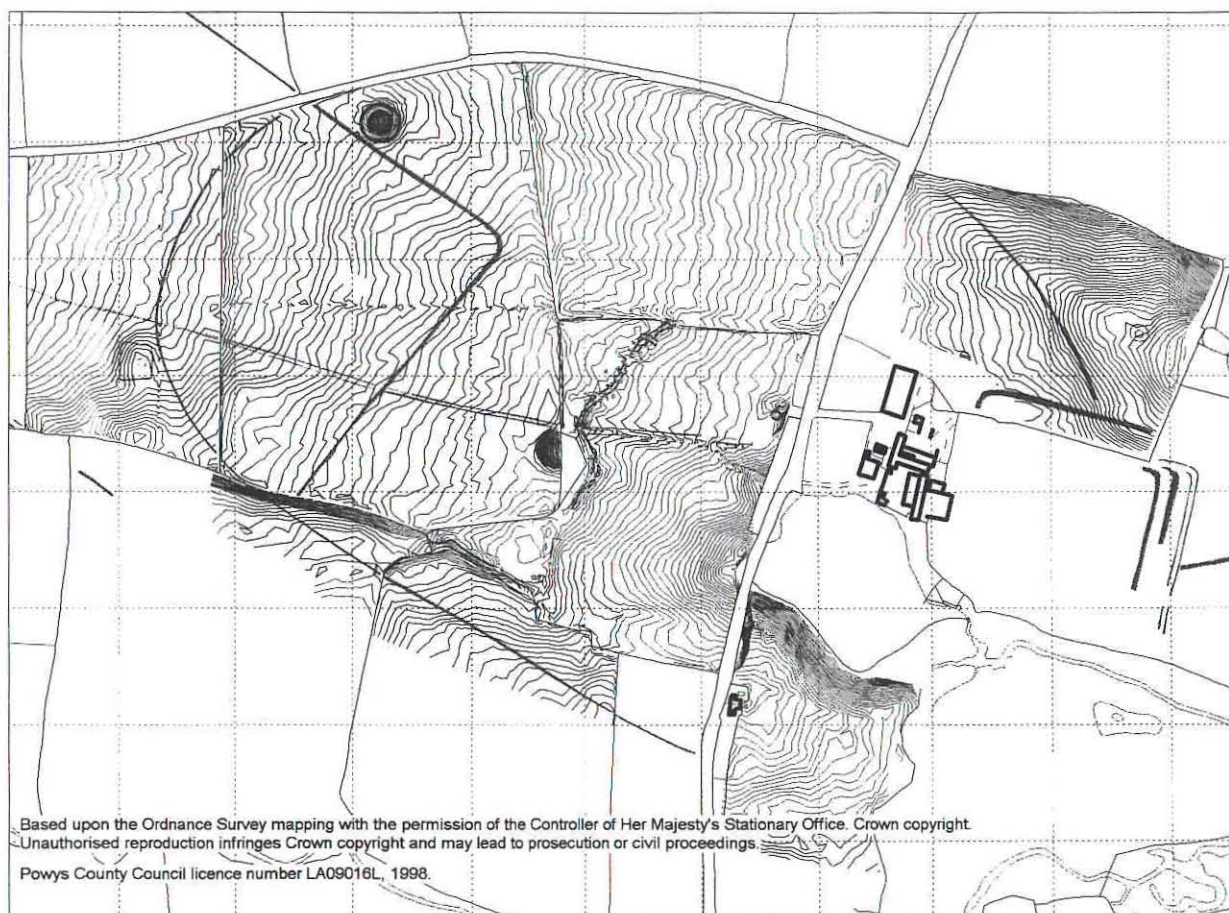 Based upon the Ordnance Survey mapping with the permission of the Controller of Her Majesty's Stationary Office. Crown copyright.
Unauthorised reproduction infringes Crown copyright and may lead to prosecution or civil proceedings.
Powys County Council licence number LA09016L, 1998.